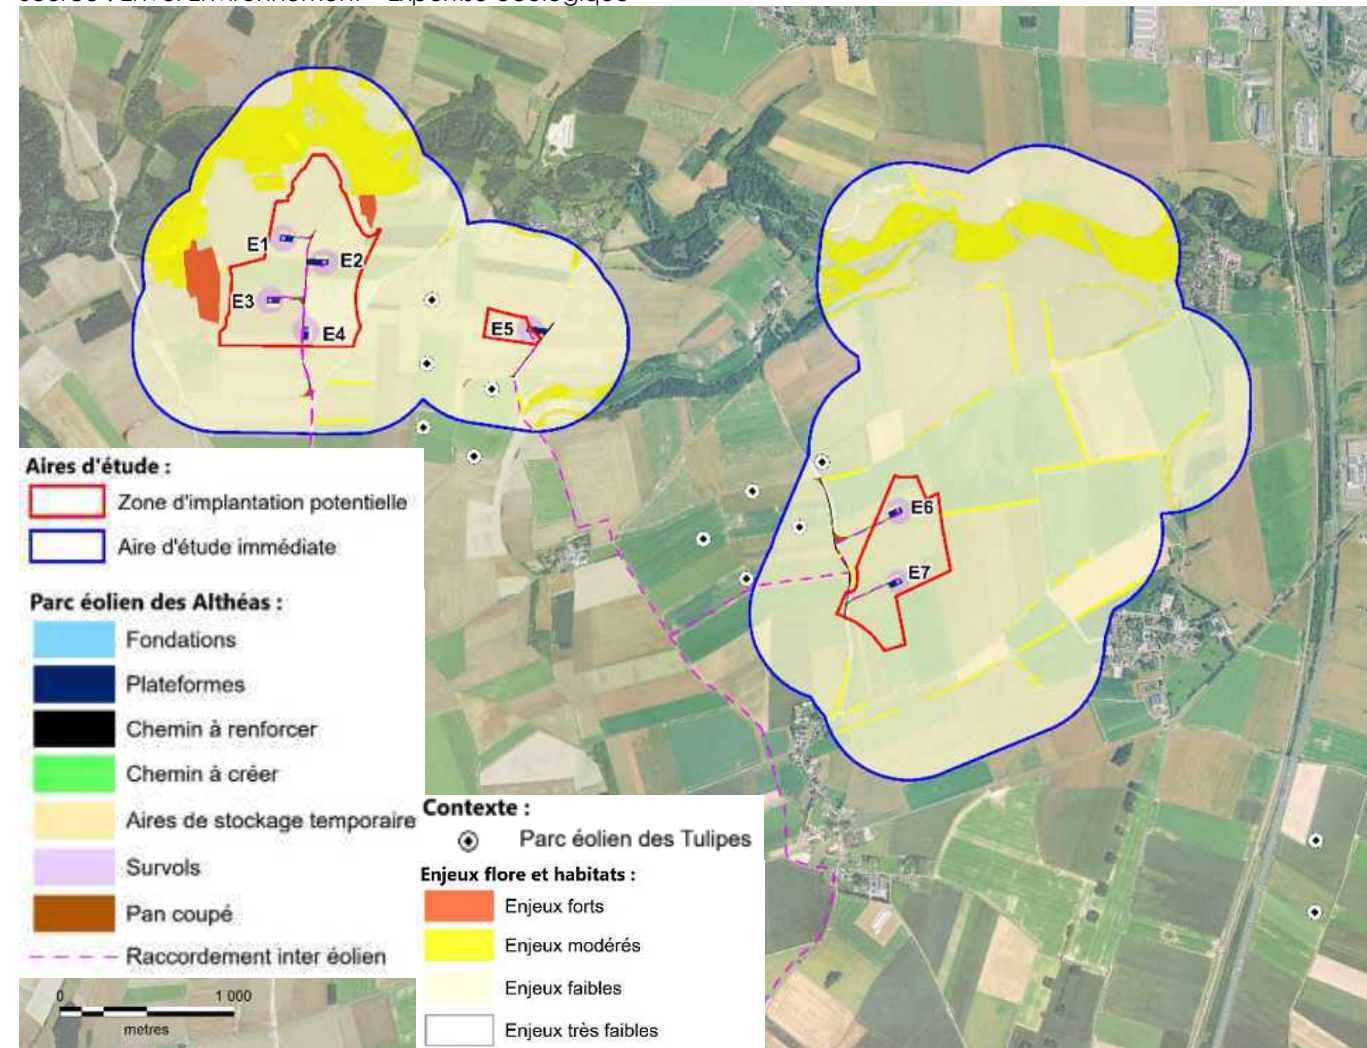 E1
E2
E3
E4
E5
E6
E7
Aires d'étude :
Zone d'implantation potentielle
Aire d'étude immédiate
Parc éolien des Althéas :
Fondations
Plateformes
Chemin à renforcer
Chemin à créer
Aires de stockage temporaire
Survols
Pan coupé
Raccordement inter éolien
0 1 000
metres
Contexte :
Parc éolien des Tulipes
Enjeux flore et habitats :
Enjeux forts
Enjeux modérés
Enjeux faibles
Enjeux très faibles